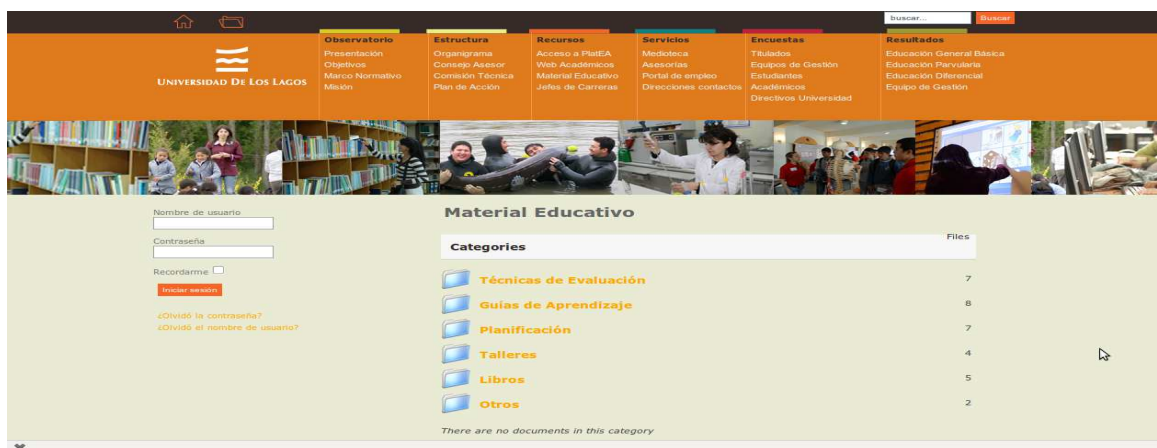 buscar...
Buscar
UNIVERSIDAD DE LOS LAGOS
Observatorio
Presentación
Objetivos
Marco Normativo
Misión
Estructura
Organigrama
Consejo Asesor
Comisión Técnica
Plan de Acción
Recursos
Acceso a PlatEA
Web Académicos
Material Educativo
Jefes de Carreras
Servicios
Medioteca
Asesorías
Portal de empleo
Direcciones contactos
Encuestas
Titulados
Equipos de Gestión
Estudiantes
Académicos
Directivos Universidad
Resultados
Educación General Básica
Educación Parvularia
Educación Diferencial
Equipo de Gestión
Nombre de usuario
Contraseña
Recordarme
Iniciar sesión
¿Olvidó la contraseña?
¿Olvidó el nombre de usuario?
Material Educativo
Categories Files
Técnicas de Evaluación 7
Guías de Aprendizaje 8
Planificación 7
Talleres 4
Libros 5
Otros 2
There are no documents in this category